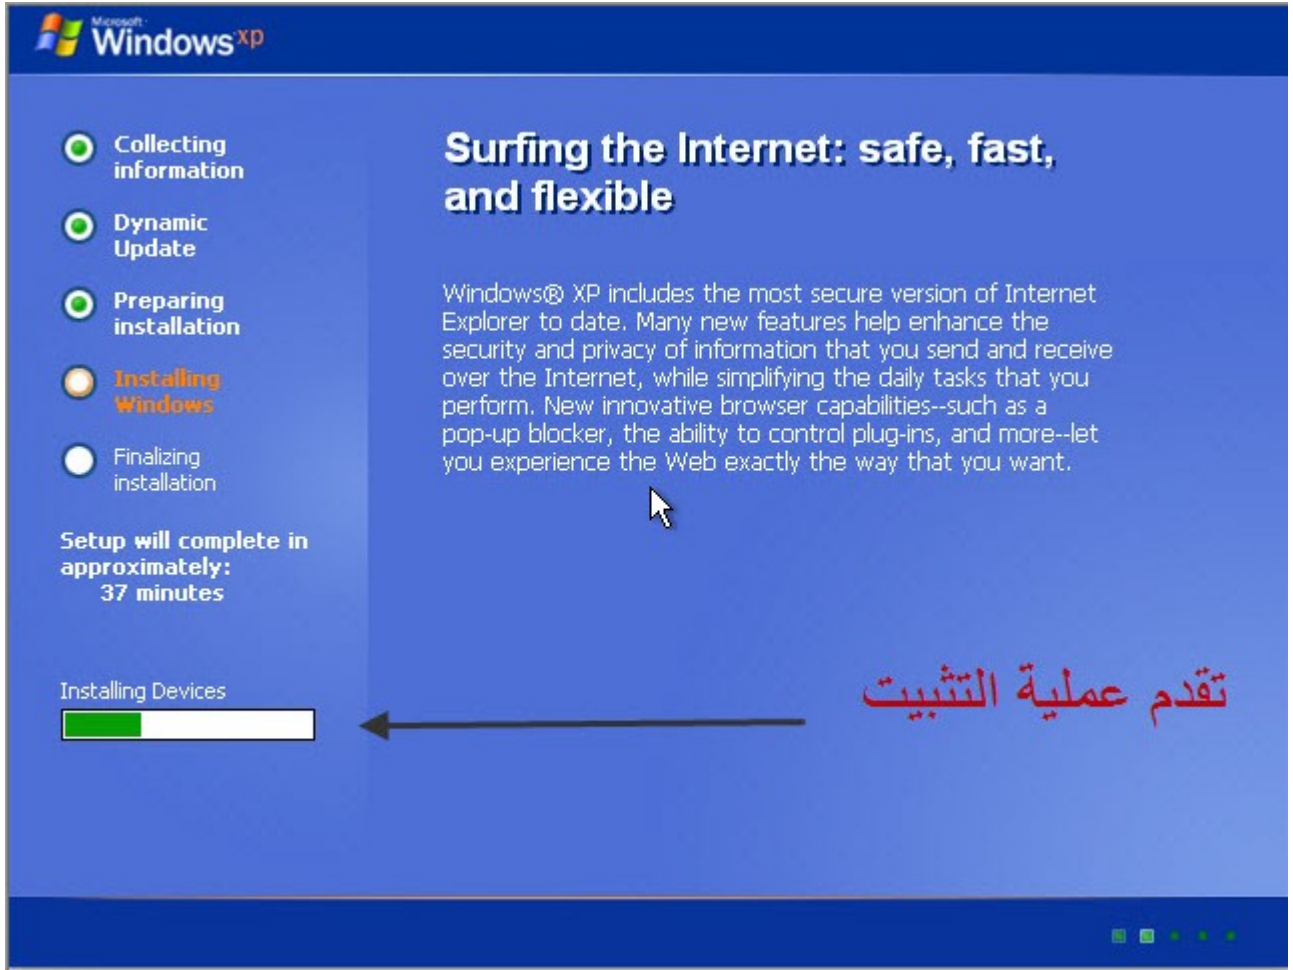 Microsoft
Windows xp
Collecting
information
Dynamic
Update
Preparing
installation
Installing
Windows
Finalizing
installation
Setup will complete in
approximately:
37 minutes
Installing Devices
Surfing the Internet: safe, fast,
and flexible
Windows® XP includes the most secure version of Internet
Explorer to date. Many new features help enhance the
security and privacy of information that you send and receive
over the Internet, while simplifying the daily tasks that you
perform. New innovative browser capabilities--such as a
pop-up blocker, the ability to control plug-ins, and more--let
you experience the Web exactly the way that you want.
تقدم عملية التثبيت